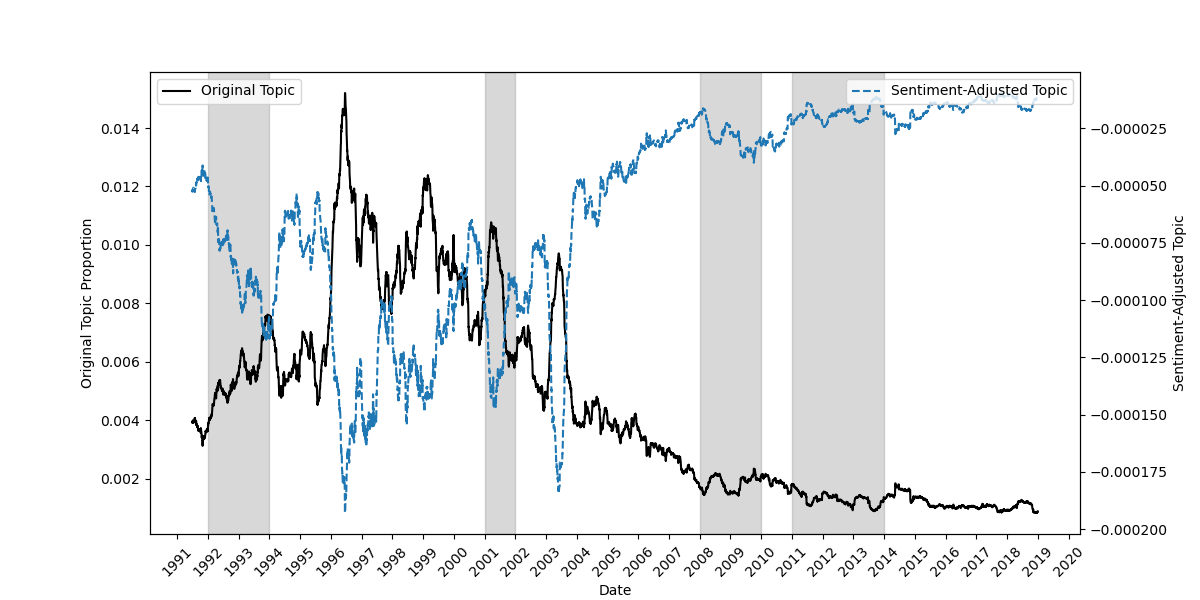 Original Topic
Sentiment-Adjusted Topic
Original Topic Proportion
0.014
0.012
0.010
0.008
0.006
0.004
0.002
−0.000025
−0.000050
−0.000075
−0.000100
−0.000125
−0.000150
−0.000175
−0.000200
Sentiment-Adjusted Topic
1991 1992 1993 1994 1995 1996 1997 1998 1999 2000 2001 2002 2003 2004 2005 2006 2007 2008 2009 2010 2011 2012 2013 2014 2015 2016 2017 2018 2019 2020
Date